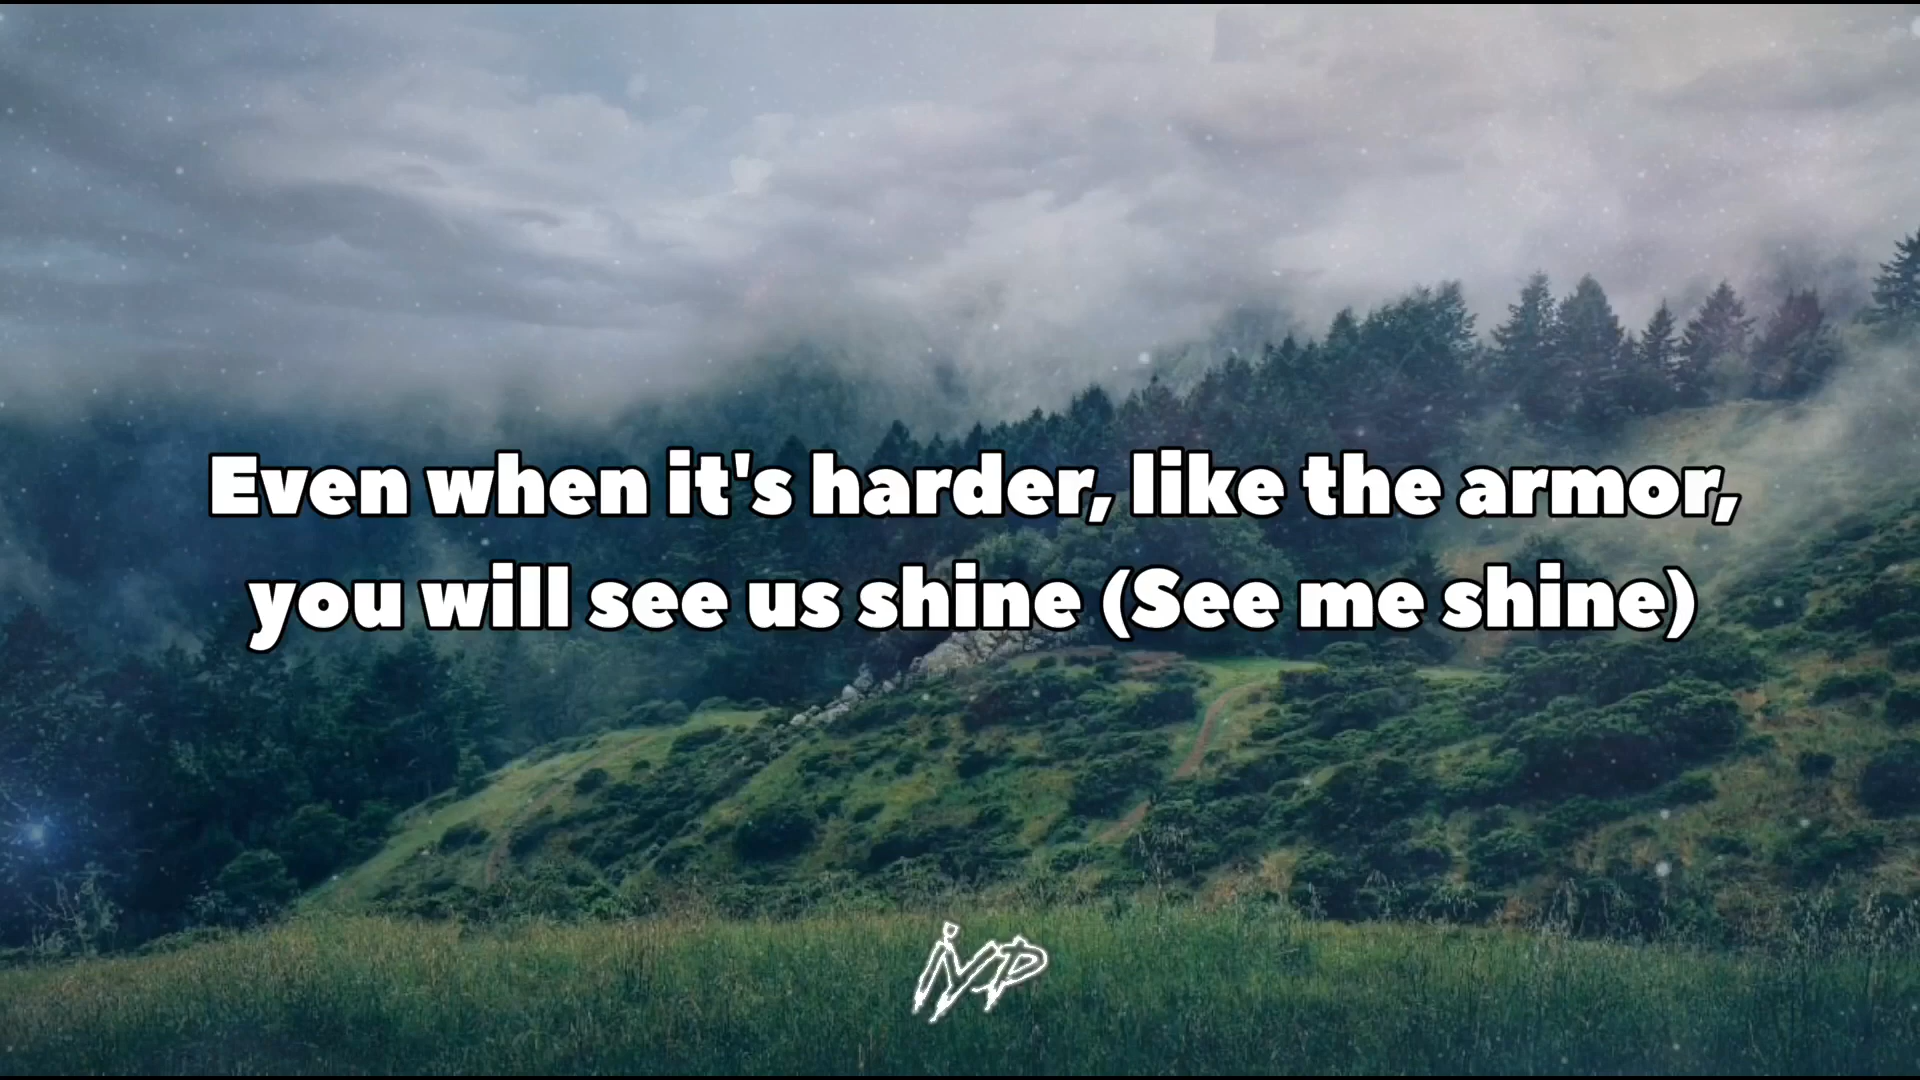 Even when it's harder, like the armor,
you will see us shine (See me shine)